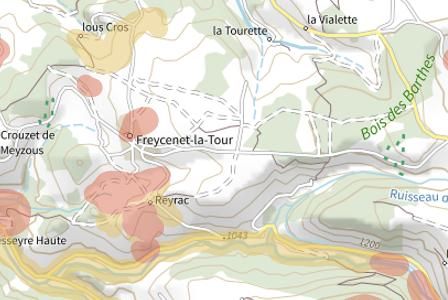 la Vialette
lous Cros
la Tourette
Bois des Barthes
Crouzet de
Meyzous
Freycenet-la-Tour
Ruisseau
Reyrac
esseyre Haute
1043
1200